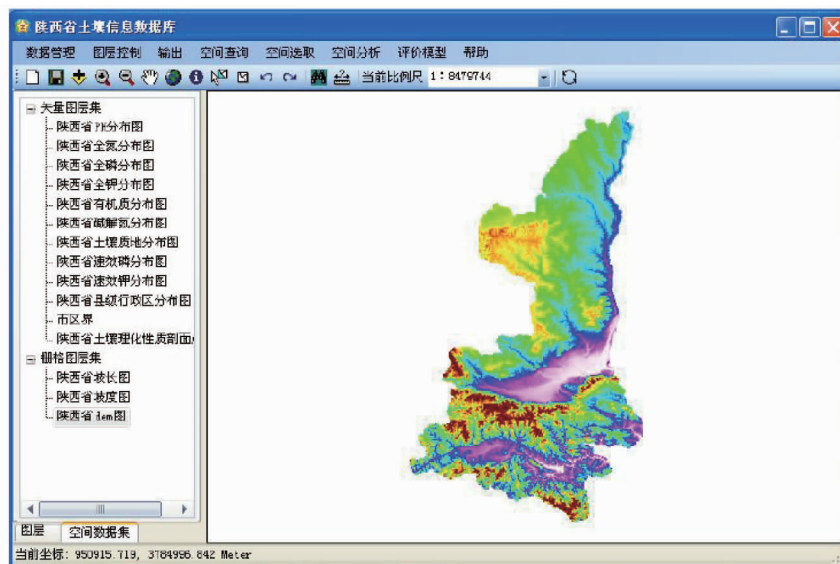 陕西省土壤信息数据库
数据管理 图层控制 输出 空间查询 空间选取 空间分析 评价模型 帮助
当前比例尺 1：8479744
矢量图层集
陕西省PH分布图
陕西省全氮分布图
陕西省全磷分布图
陕西省全钾分布图
陕西省有机质分布图
陕西省碱解氮分布图
陕西省土壤质地分布图
陕西省速效磷分布图
陕西省速效钾分布图
陕西省县级行政区分布图
市区界
陕西省土壤理化性质剖面
栅格图层集
陕西省坡长图
陕西省坡度图
陕西省dem图
图层 空间数据集
当前坐标: 950915.719, 3784996.842 Meter